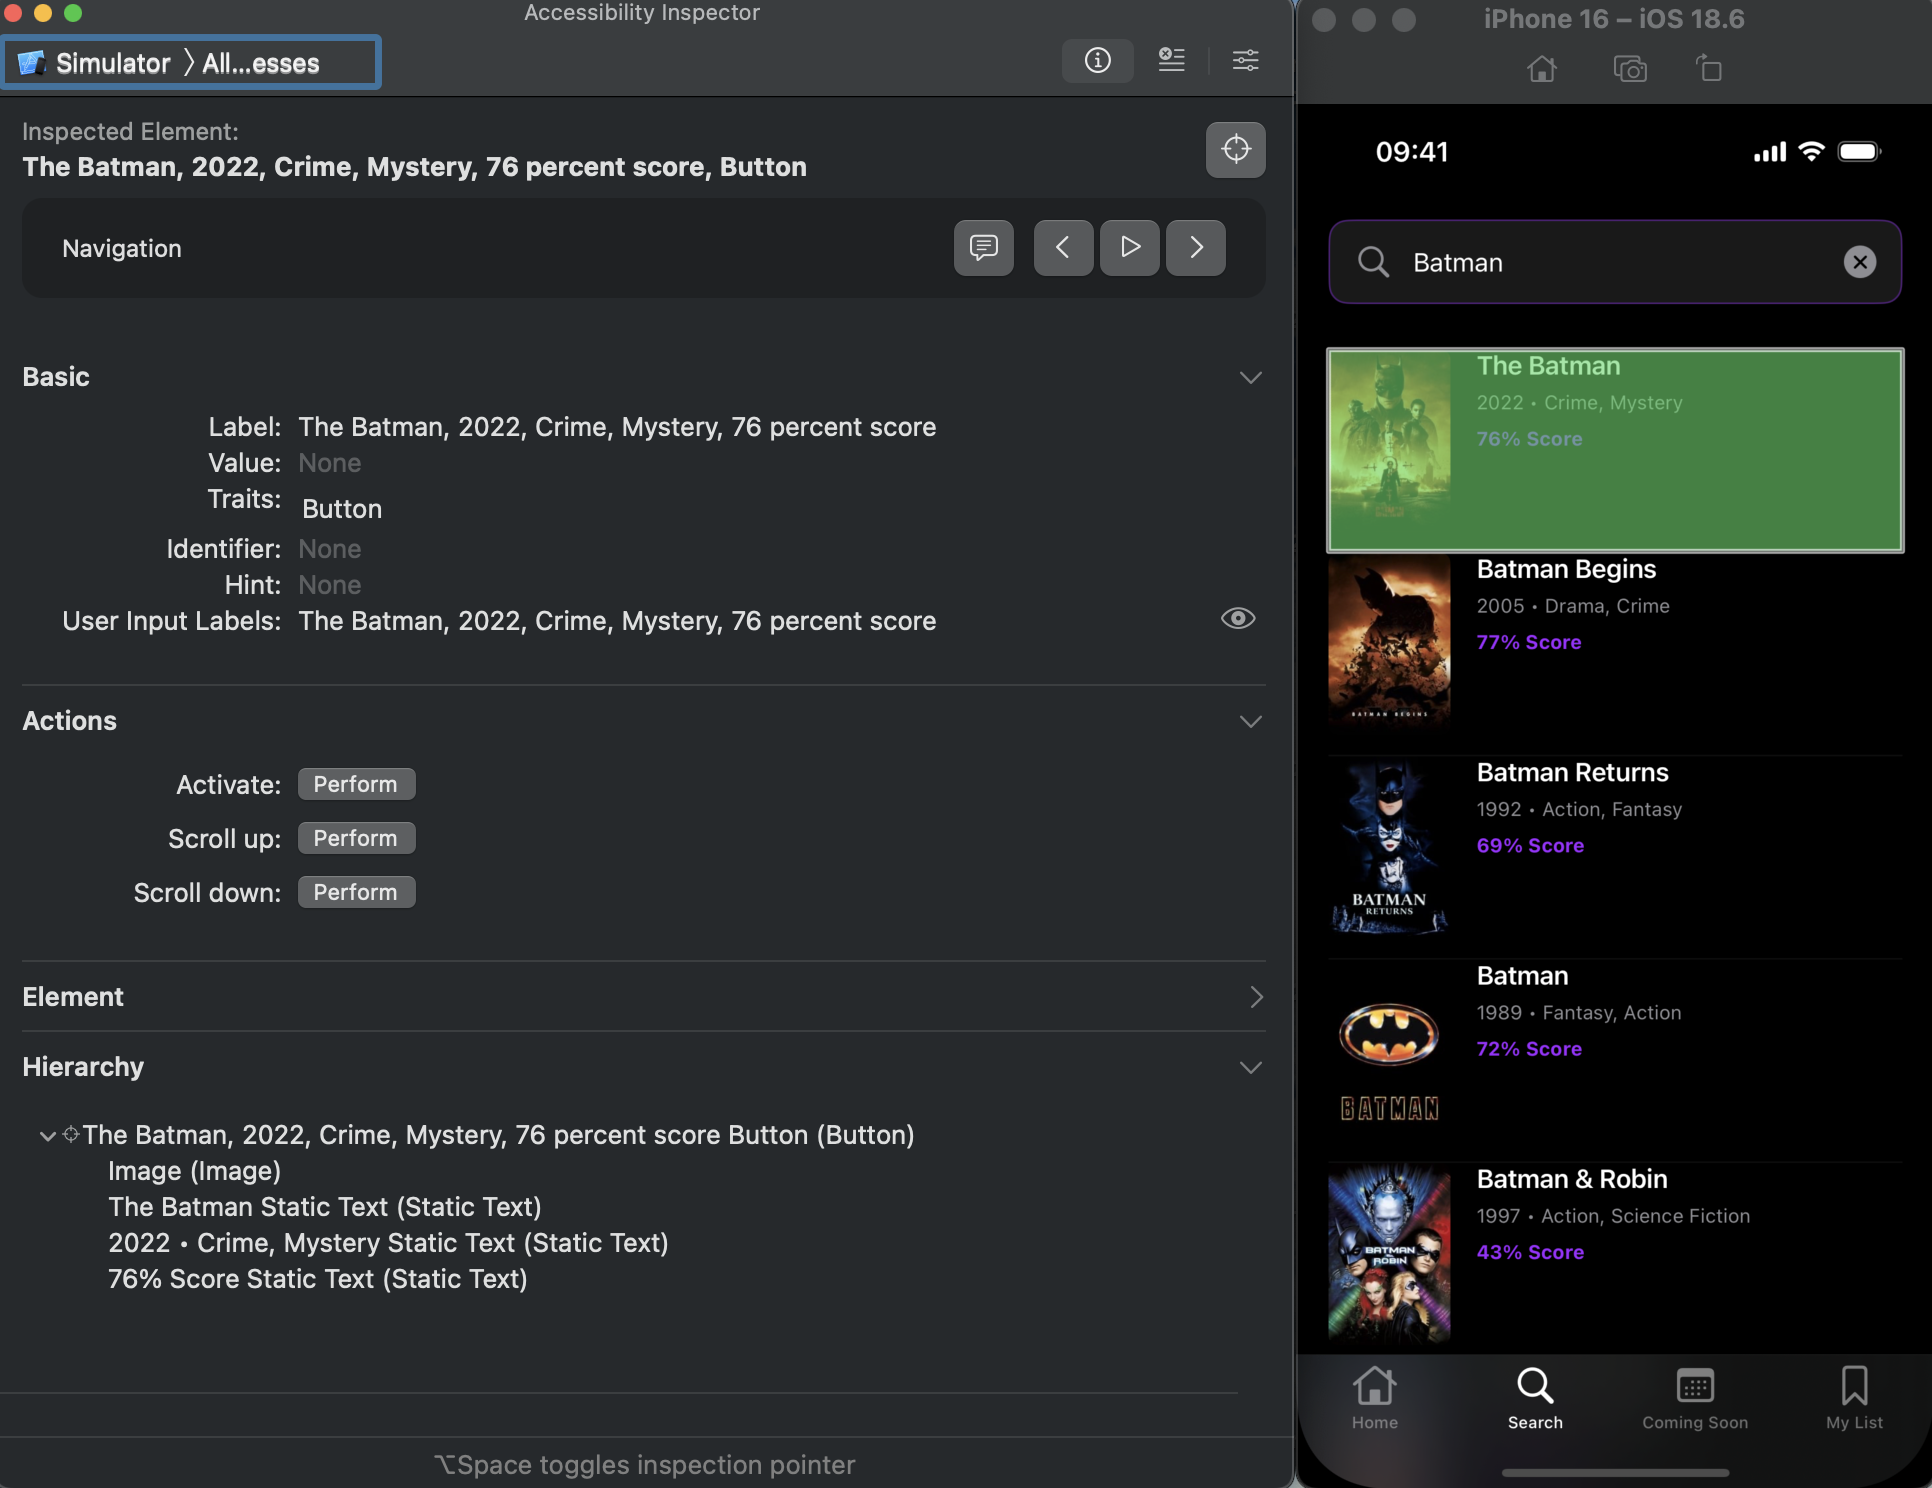 Accessibility Inspector
Simulator 〉All...esses
Inspected Element:
The Batman, 2022, Crime, Mystery, 76 percent score, Button
Navigation
Basic
Label: The Batman, 2022, Crime, Mystery, 76 percent score
Value: None
Traits: Button
Identifier: None
Hint: None
User Input Labels: The Batman, 2022, Crime, Mystery, 76 percent score
Actions
Activate: Perform
Scroll up: Perform
Scroll down: Perform
Element
Hierarchy
The Batman, 2022, Crime, Mystery, 76 percent score Button (Button)
Image (Image)
The Batman Static Text (Static Text)
2022 • Crime, Mystery Static Text (Static Text)
76% Score Static Text (Static Text)
⌥Space toggles inspection pointer
iPhone 16 – iOS 18.6
09:41
Batman
The Batman
2022 • Crime, Mystery
76% Score
Batman Begins
2005 • Drama, Crime
77% Score
BATMAN BEGINS
Batman Returns
1992 • Action, Fantasy
69% Score
BATMAN
RETURNS
Batman
1989 • Fantasy, Action
72% Score
BATMAN
Batman & Robin
1997 • Action, Science Fiction
43% Score
BATMAN
ROBIN
Home
Search
Coming Soon
My List